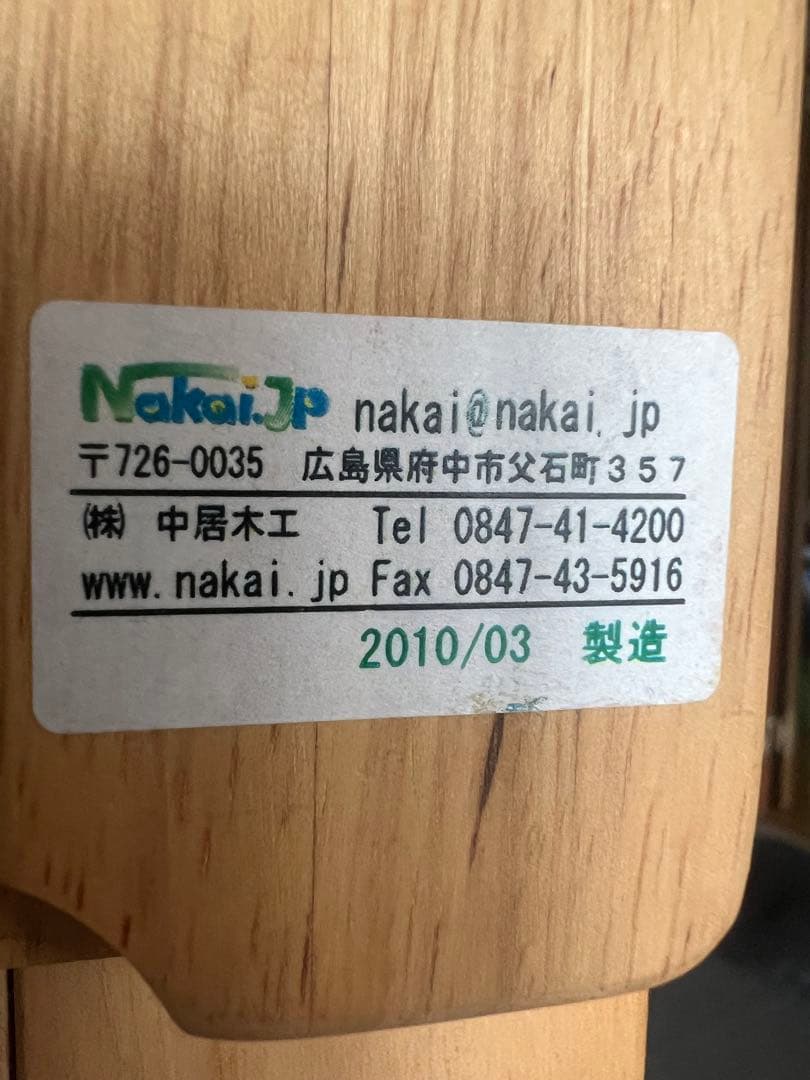 Nakai.Jp nakai@nakai.jp
〒726-0035 広島県府中市父石町３５７
㈱ 中居木工 Tel 0847-41-4200
www.nakai.jp Fax 0847-43-5916
2010/03 製造